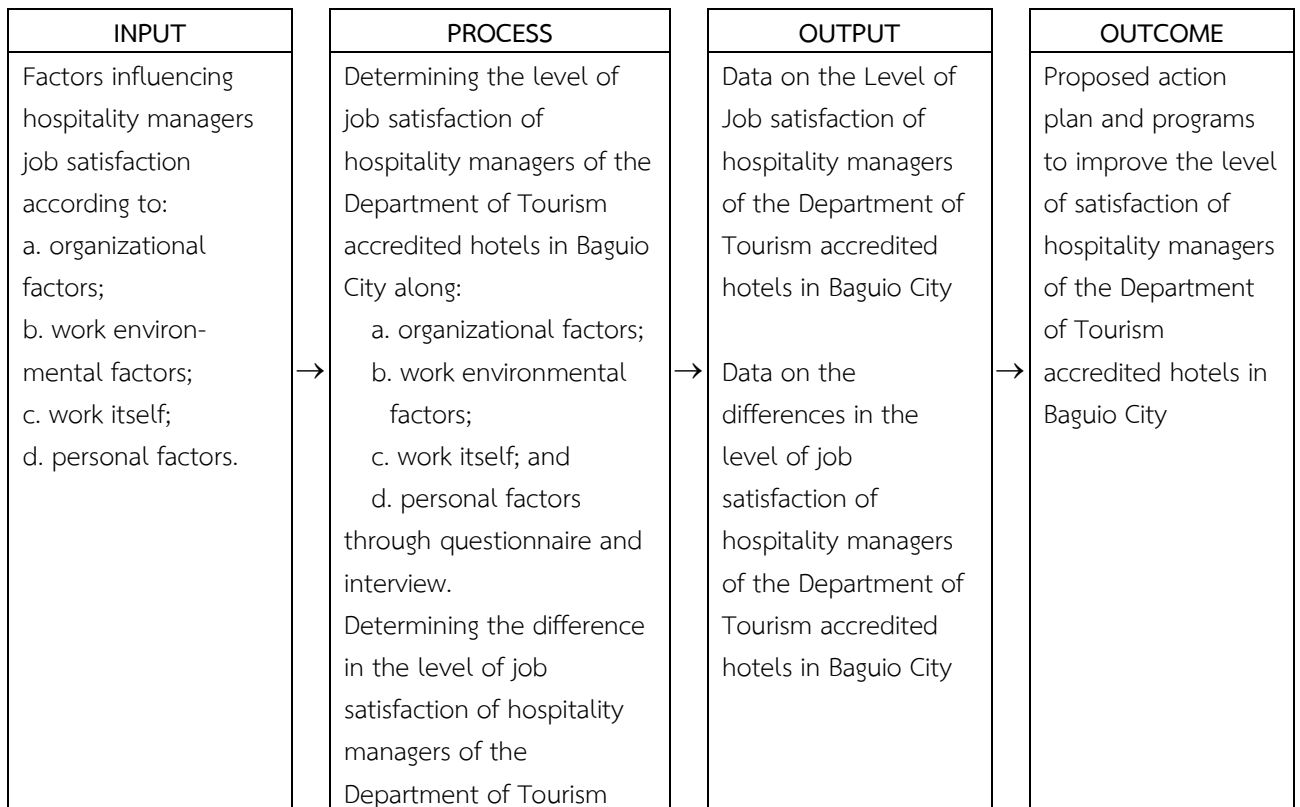 INPUT
Factors influencing
hospitality managers
job satisfaction
according to:
a. organizational
factors;
b. work environ-
mental factors;
c. work itself;
d. personal factors.
→
PROCESS
Determining the level of
job satisfaction of
hospitality managers of the
Department of Tourism
accredited hotels in Baguio
City along:
a. organizational factors;
b. work environmental
factors;
c. work itself; and
d. personal factors
through questionnaire and
interview.
Determining the difference
in the level of job
satisfaction of hospitality
managers of the
Department of Tourism
→
OUTPUT
Data on the Level of
Job satisfaction of
hospitality managers
of the Department of
Tourism accredited
hotels in Baguio City
Data on the
differences in the
level of job
satisfaction of
hospitality managers
of the Department of
Tourism accredited
hotels in Baguio City
→
OUTCOME
Proposed action
plan and programs
to improve the level
of satisfaction of
hospitality managers
of the Department
of Tourism
accredited hotels in
Baguio City